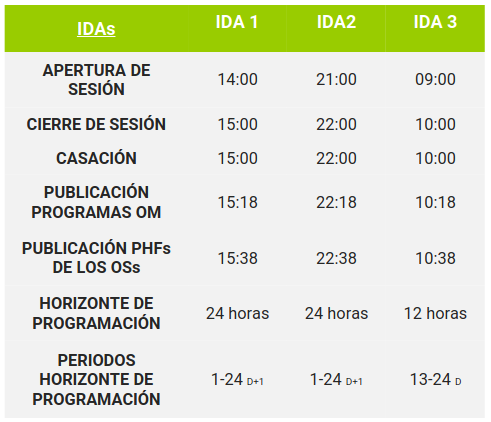 IDAs IDA 1 IDA2 IDA 3
APERTURA DE
SESIÓN 14:00 21:00 09:00
CIERRE DE SESIÓN 15:00 22:00 10:00
CASACIÓN 15:00 22:00 10:00
PUBLICACIÓN
PROGRAMAS OM 15:18 22:18 10:18
PUBLICACIÓN PHFs
DE LOS OSs 15:38 22:38 10:38
HORIZONTE DE
PROGRAMACIÓN 24 horas 24 horas 12 horas
PERIODOS
HORIZONTE DE 1-24 D+1 1-24 D+1 13-24 D
PROGRAMACIÓN